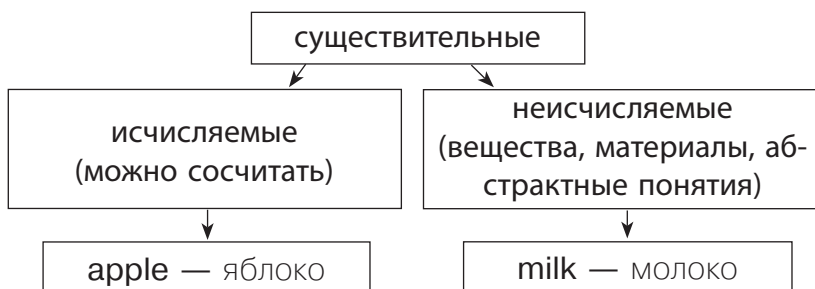 существительные
исчисляемые
(можно сосчитать)
неисчисляемые
(вещества, материалы, аб-
страктные понятия)
apple — яблоко
milk — молоко